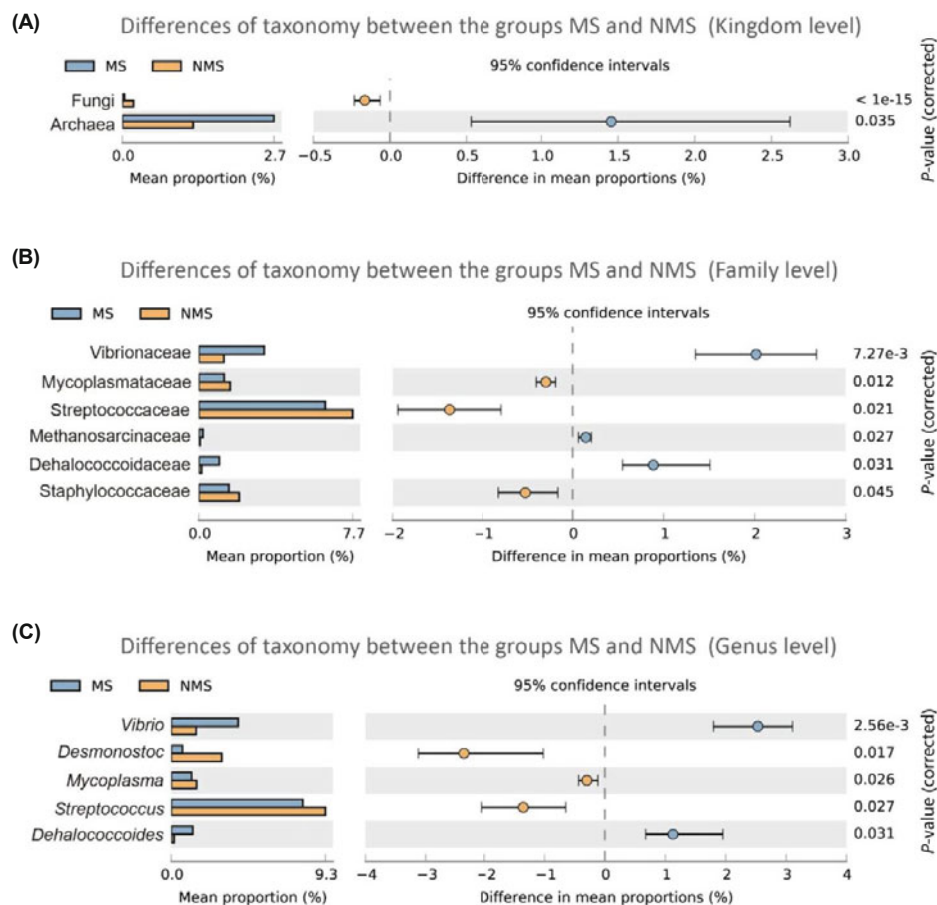 (A)
Differences of taxonomy between the groups MS and NMS (Kingdom level)
MS NMS 95% confidence intervals
Fungi < 1e-15
Archaea 0.035
0.0 2.7 −0.5 0.0 0.5 1.0 1.5 2.0 2.5 3.0
Mean proportion (%) Difference in mean proportions (%)
P-value (corrected)
(B)
Differences of taxonomy between the groups MS and NMS (Family level)
MS NMS 95% confidence intervals
Vibrionaceae 7.27e-3
Mycoplasmataceae 0.012
Streptococcaceae 0.021
Methanosarcinaceae 0.027
Dehalococcoidaceae 0.031
Staphylococcaceae 0.045
0.0 7.7 −2 −1 0 1 2 3
Mean proportion (%) Difference in mean proportions (%)
P-value (corrected)
(C)
Differences of taxonomy between the groups MS and NMS (Genus level)
MS NMS 95% confidence intervals
Vibrio 2.56e-3
Desmonostoc 0.017
Mycoplasma 0.026
Streptococcus 0.027
Dehalococcoides 0.031
0.0 9.3 −4 −3 −2 −1 0 1 2 3 4
Mean proportion (%) Difference in mean proportions (%)
P-value (corrected)